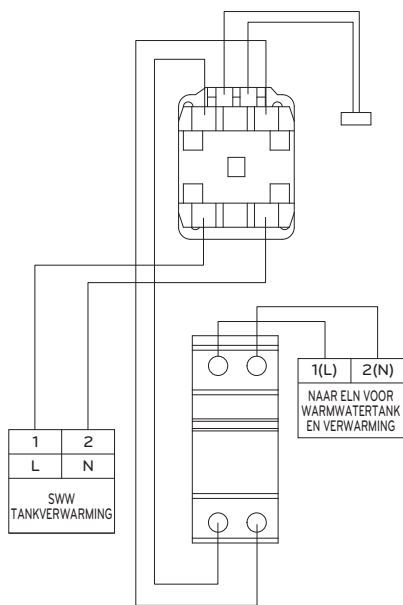 1(L) 2(N)
NAAR ELN VOOR
WARMWATERTANK
EN VERWARMING
1 2
L N
SWW
TANKVERWARMING